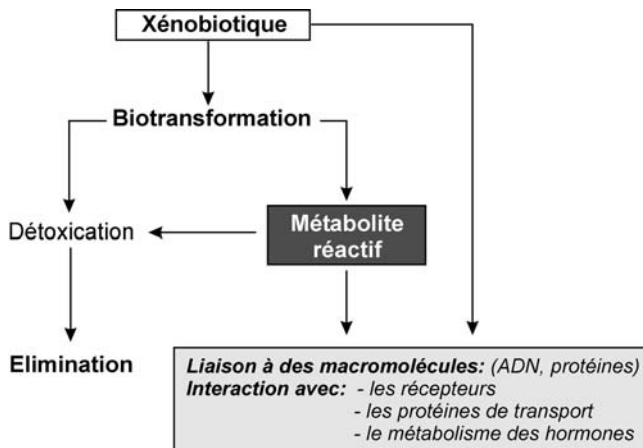 Xénobiotique
Biotransformation
Détoxication
Métabolite
réactif
Elimination
Liaison à des macromolécules: (ADN, protéines)
Interaction avec: - les récepteurs
- les protéines de transport
- le métabolisme des hormones